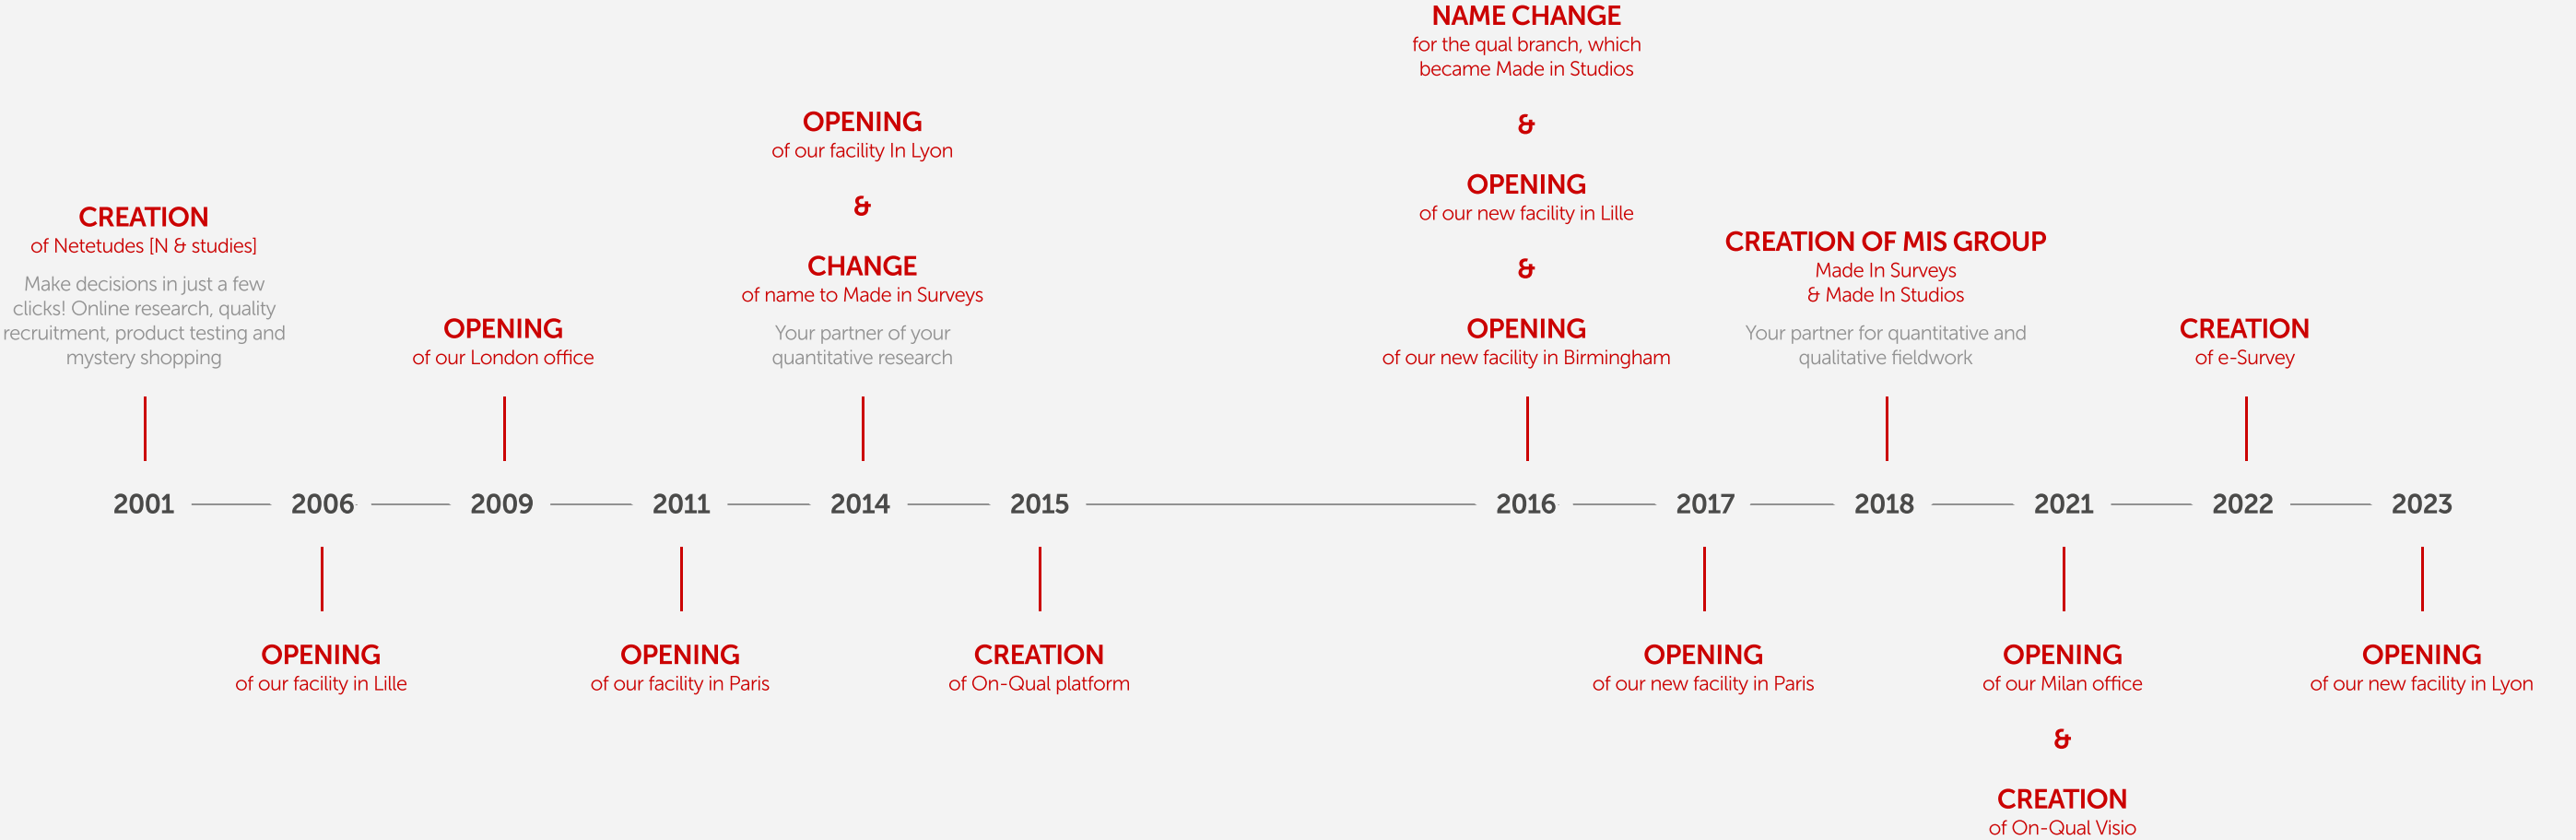 CREATION
of Netetudes [N & studies]
Make decisions in just a few
clicks! Online research, quality
recruitment, product testing and
mystery shopping
OPENING
of our London office
OPENING
of our facility In Lyon
&
CHANGE
of name to Made in Surveys
Your partner of your
quantitative research
NAME CHANGE
for the qual branch, which
became Made in Studios
&
OPENING
of our new facility in Lille
&
OPENING
of our new facility in Birmingham
CREATION OF MIS GROUP
Made In Surveys
& Made In Studios
Your partner for quantitative and
qualitative fieldwork
CREATION
of e-Survey
2001 2006 2009 2011 2014 2015 2016 2017 2018 2021 2022 2023
OPENING
of our facility in Lille
OPENING
of our facility in Paris
CREATION
of On-Qual platform
OPENING
of our new facility in Paris
OPENING
of our Milan office
&
CREATION
of On-Qual Visio
OPENING
of our new facility in Lyon